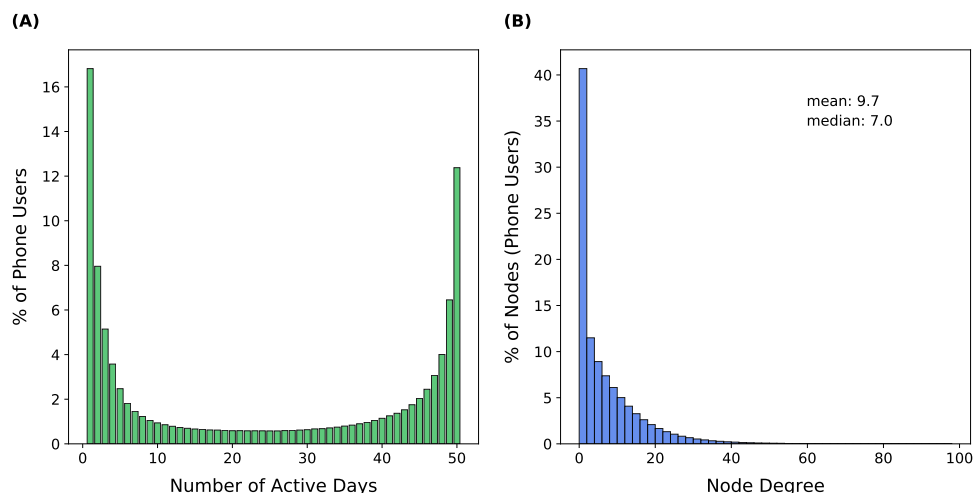 (A)
16
14
12
10
8
6
4
2
0
% of Phone Users
0 10 20 30 40 50
Number of Active Days
(B)
mean: 9.7
median: 7.0
40
35
30
25
20
15
10
5
0
% of Nodes (Phone Users)
0 20 40 60 80 100
Node Degree